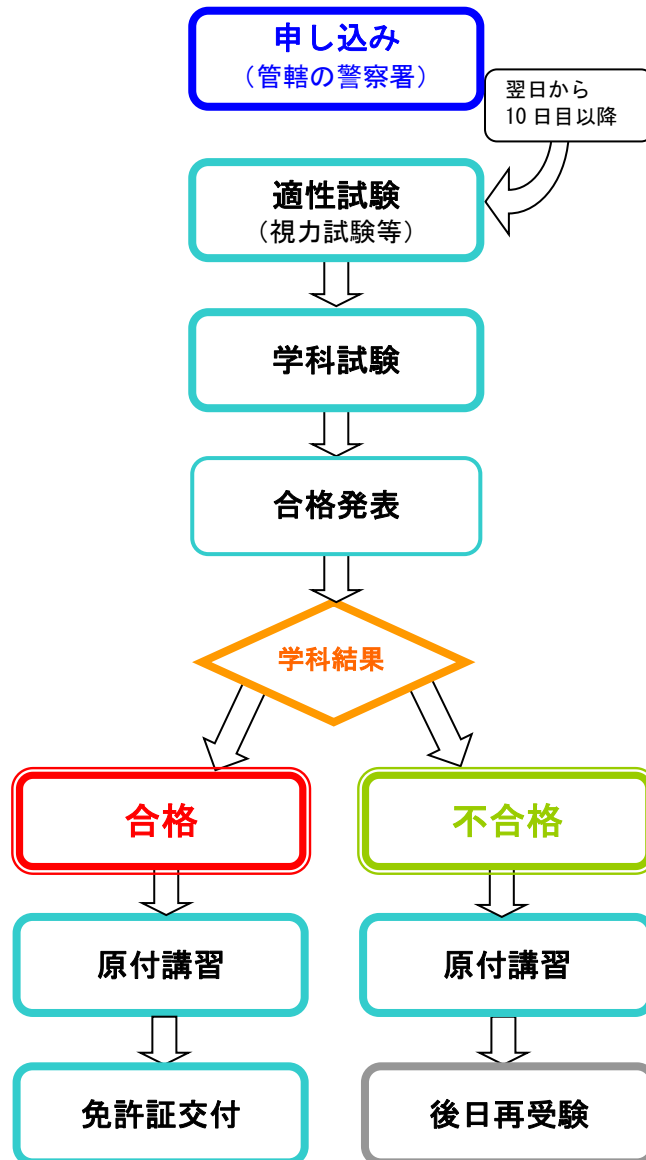 申し込み
（管轄の警察署）
翌日から
10日目以降
適性試験
（視力試験等）
学科試験
合格発表
学科結果
合格
不合格
原付講習
原付講習
免許証交付
後日再受験